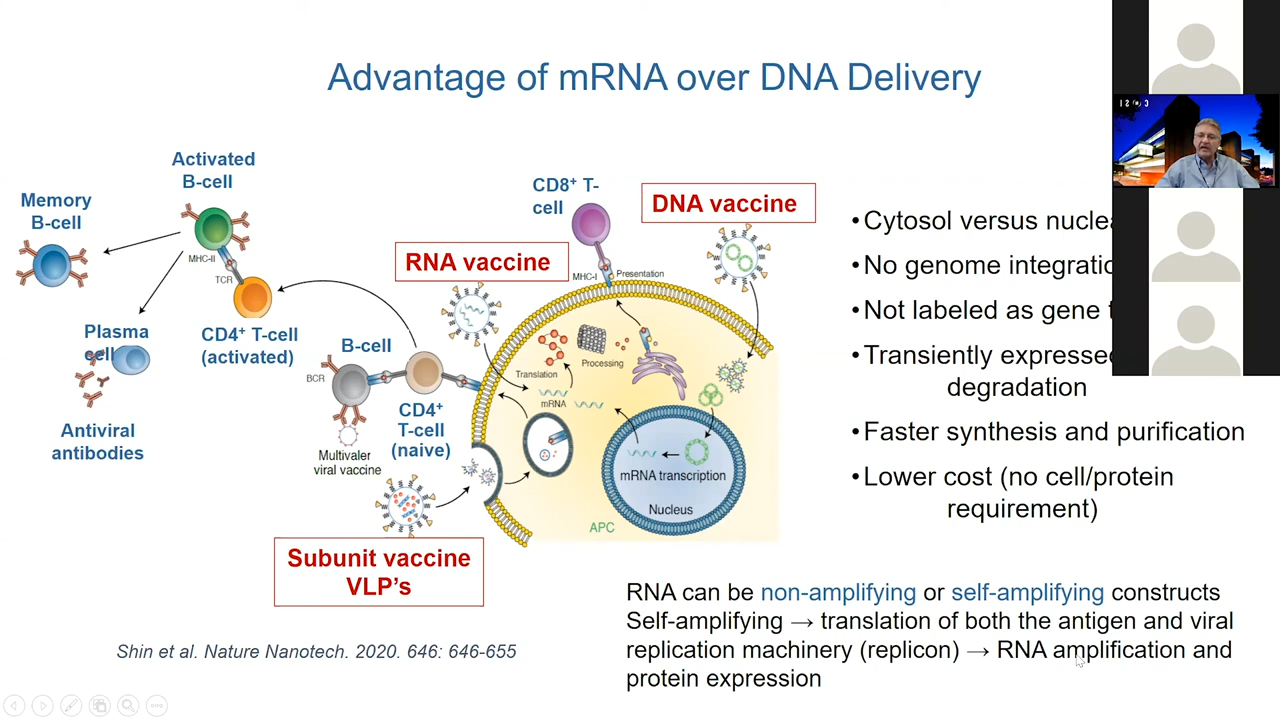 Advantage of mRNA over DNA Delivery
Activated
B-cell
Memory
B-cell
MHC-II
TCR
CD4+ T-cell
(activated)
Plasma
cell
Antiviral
antibodies
B-cell
BCR
CD4+
T-cell
(naive)
Multivaler
viral vaccine
Subunit vaccine
VLP's
RNA vaccine
CD8+ T-
cell
MHC-I
Presentation
DNA vaccine
Translation
Processing
mRNA
mRNA transcription
Nucleus
APC
•Cytosol versus
•No genome
•Not labeled as gene
•Transiently
degradation
•Faster synthesis and purification
•Lower cost (no cell/protein
requirement)
RNA can be non-amplifying or self-amplifying constructs
Self-amplifying → translation of both the antigen and viral
replication machinery (replicon) → RNA amplification and
protein expression
Shin et al. Nature Nanotech. 2020. 646: 646-655